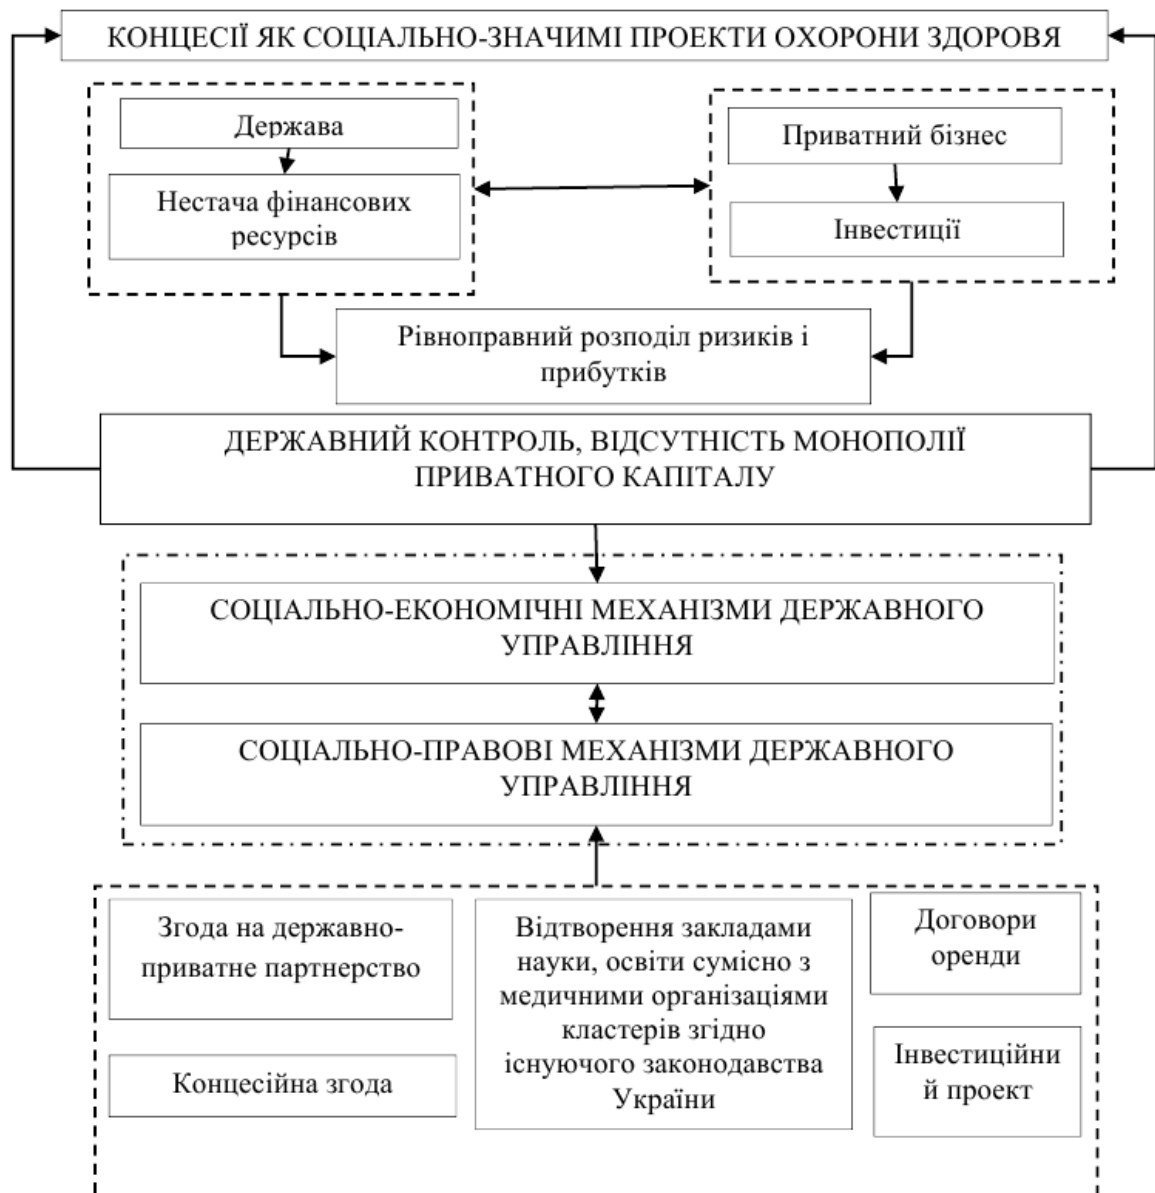 КОНЦЕСІЇ ЯК СОЦІАЛЬНО-ЗНАЧИМІ ПРОЕКТИ ОХОРОНИ ЗДОРОВЯ
Держава
Нестача фінансових
ресурсів
Приватний бізнес
Інвестиції
Рівноправний розподіл ризиків і
прибутків
ДЕРЖАВНИЙ КОНТРОЛЬ, ВІДСУТНІСТЬ МОНОПОЛІЇ
ПРИВАТНОГО КАПІТАЛУ
СОЦІАЛЬНО-ЕКОНОМІЧНІ МЕХАНІЗМИ ДЕРЖАВНОГО
УПРАВЛІННЯ
СОЦІАЛЬНО-ПРАВОВІ МЕХАНІЗМИ ДЕРЖАВНОГО
УПРАВЛІННЯ
Згода на державно-
приватне партнерство
Концесійна згода
Відтворення закладами
науки, освіти сумісно з
медичними організаціями
кластерів згідно
існуючого законодавства
України
Договори
оренди
Інвестиційни
й проект